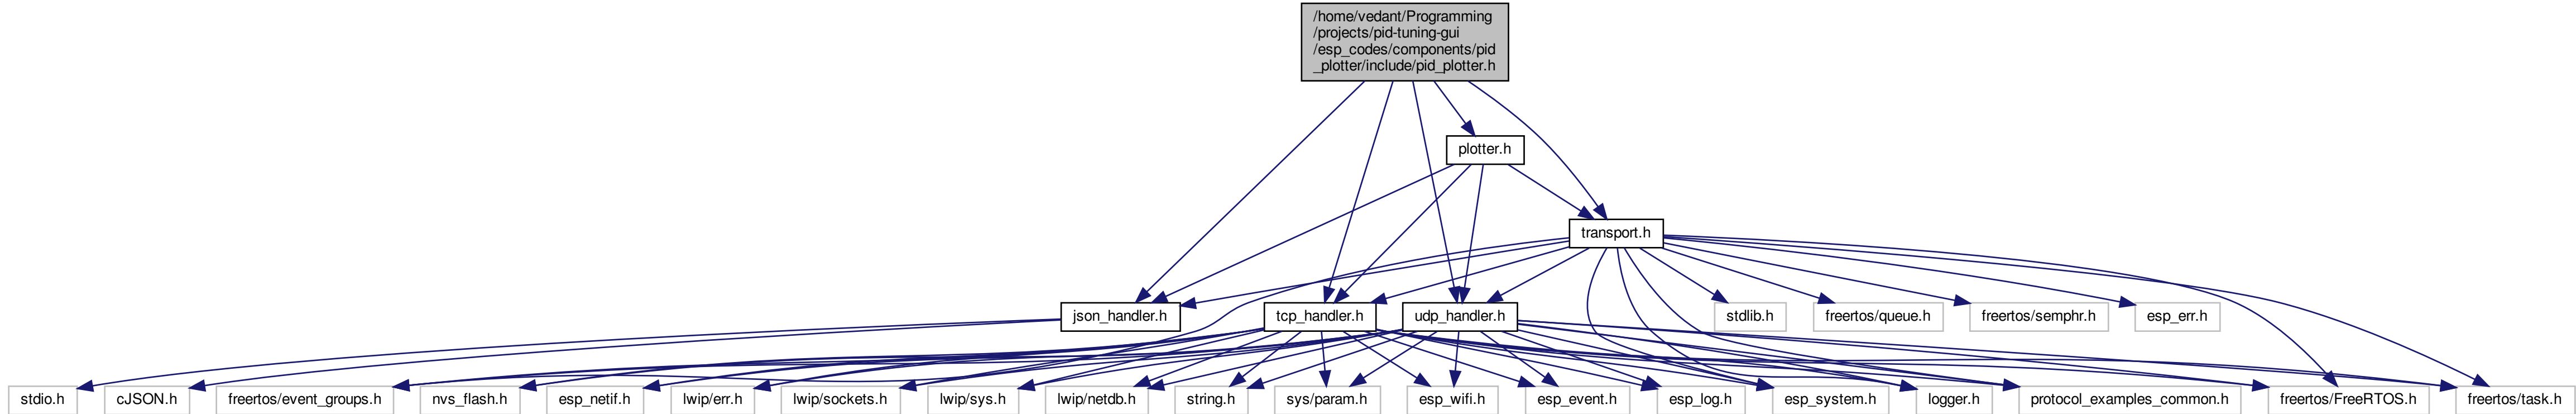 /home/vedant/Programming
/projects/pid-tuning-gui
/esp_codes/components/pid
_plotter/include/pid_plotter.h
plotter.h
transport.h
json_handler.h
tcp_handler.h
udp_handler.h
stdlib.h
freertos/queue.h
freertos/semphr.h
esp_err.h
stdio.h
cJSON.h
freertos/event_groups.h
nvs_flash.h
esp_netif.h
lwip/err.h
lwip/sockets.h
lwip/sys.h
lwip/netdb.h
string.h
sys/param.h
esp_wifi.h
esp_event.h
esp_log.h
esp_system.h
logger.h
protocol_examples_common.h
freertos/FreeRTOS.h
freertos/task.h